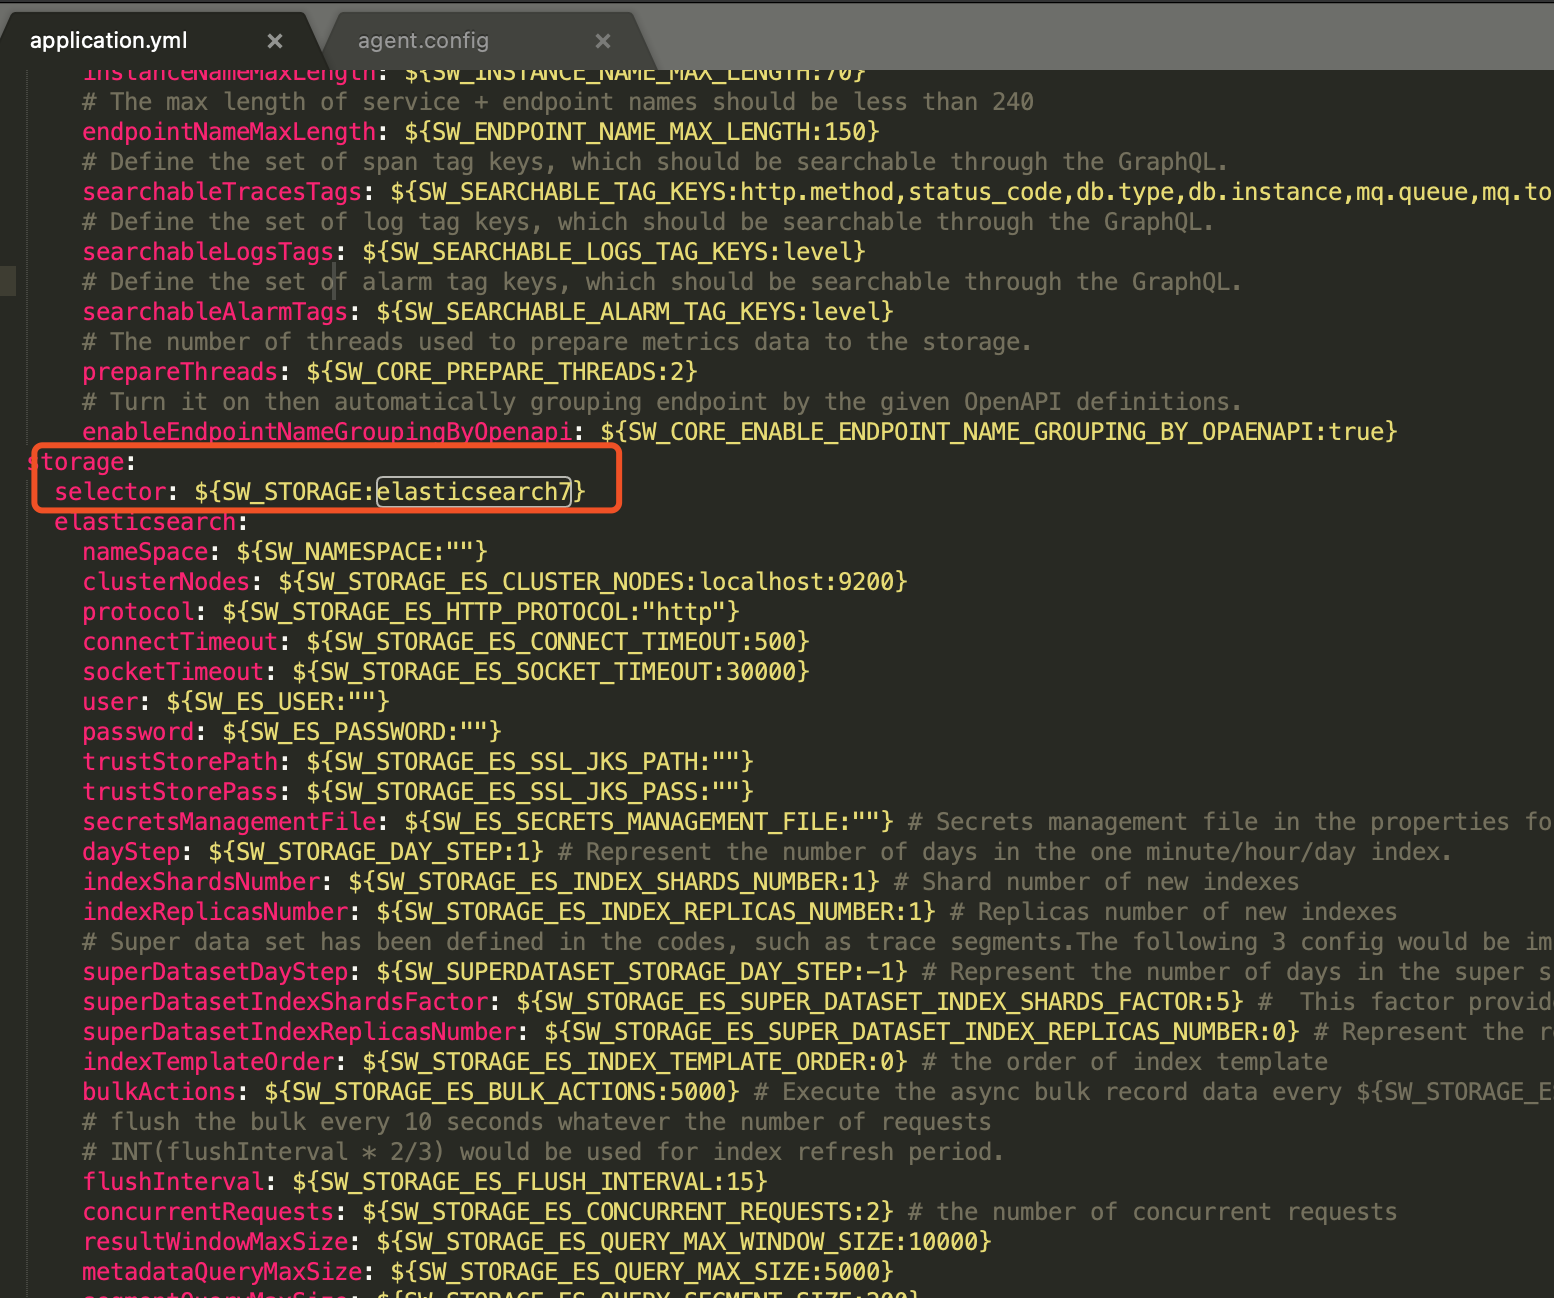 application.yml ×
agent.config ×
instanceNameMaxLength: ${SW_INSTANCE_NAME_MAX_LENGTH:70}
# The max length of service + endpoint names should be less than 240
endpointNameMaxLength: ${SW_ENDPOINT_NAME_MAX_LENGTH:150}
# Define the set of span tag keys, which should be searchable through the GraphQL.
searchableTracesTags: ${SW_SEARCHABLE_TAG_KEYS:http.method,status_code,db.type,db.instance,mq.queue,mq.to
# Define the set of log tag keys, which should be searchable through the GraphQL.
searchableLogsTags: ${SW_SEARCHABLE_LOGS_TAG_KEYS:level}
# Define the set of alarm tag keys, which should be searchable through the GraphQL.
searchableAlarmTags: ${SW_SEARCHABLE_ALARM_TAG_KEYS:level}
# The number of threads used to prepare metrics data to the storage.
prepareThreads: ${SW_CORE_PREPARE_THREADS:2}
# Turn it on then automatically grouping endpoint by the given OpenAPI definitions.
enableEndpointNameGroupingByOpenapi: ${SW_CORE_ENABLE_ENDPOINT_NAME_GROUPING_BY_OPAENAPI:true}
storage:
selector: ${SW_STORAGE:elasticsearch7}
elasticsearch:
nameSpace: ${SW_NAMESPACE:""}
clusterNodes: ${SW_STORAGE_ES_CLUSTER_NODES:localhost:9200}
protocol: ${SW_STORAGE_ES_HTTP_PROTOCOL:"http"}
connectTimeout: ${SW_STORAGE_ES_CONNECT_TIMEOUT:500}
socketTimeout: ${SW_STORAGE_ES_SOCKET_TIMEOUT:30000}
user: ${SW_ES_USER:""}
password: ${SW_ES_PASSWORD:""}
trustStorePath: ${SW_STORAGE_ES_SSL_JKS_PATH:""}
trustStorePass: ${SW_STORAGE_ES_SSL_JKS_PASS:""}
secretsManagementFile: ${SW_ES_SECRETS_MANAGEMENT_FILE:""} # Secrets management file in the properties fo
dayStep: ${SW_STORAGE_DAY_STEP:1} # Represent the number of days in the one minute/hour/day index.
indexShardsNumber: ${SW_STORAGE_ES_INDEX_SHARDS_NUMBER:1} # Shard number of new indexes
indexReplicasNumber: ${SW_STORAGE_ES_INDEX_REPLICAS_NUMBER:1} # Replicas number of new indexes
# Super data set has been defined in the codes, such as trace segments.The following 3 config would be im
superDatasetDayStep: ${SW_SUPERDATASET_STORAGE_DAY_STEP:-1} # Represent the number of days in the super s
superDatasetIndexShardsFactor: ${SW_STORAGE_ES_SUPER_DATASET_INDEX_SHARDS_FACTOR:5} #  This factor provid
superDatasetIndexReplicasNumber: ${SW_STORAGE_ES_SUPER_DATASET_INDEX_REPLICAS_NUMBER:0} # Represent the r
indexTemplateOrder: ${SW_STORAGE_ES_INDEX_TEMPLATE_ORDER:0} # the order of index template
bulkActions: ${SW_STORAGE_ES_BULK_ACTIONS:5000} # Execute the async bulk record data every ${SW_STORAGE_E
# flush the bulk every 10 seconds whatever the number of requests
# INT(flushInterval * 2/3) would be used for index refresh period.
flushInterval: ${SW_STORAGE_ES_FLUSH_INTERVAL:15}
concurrentRequests: ${SW_STORAGE_ES_CONCURRENT_REQUESTS:2} # the number of concurrent requests
resultWindowMaxSize: ${SW_STORAGE_ES_QUERY_MAX_WINDOW_SIZE:10000}
metadataQueryMaxSize: ${SW_STORAGE_ES_QUERY_MAX_SIZE:5000}
segmentQueryMaxSize: ${SW_STORAGE_ES_QUERY_SEGMENT_SIZE:200}